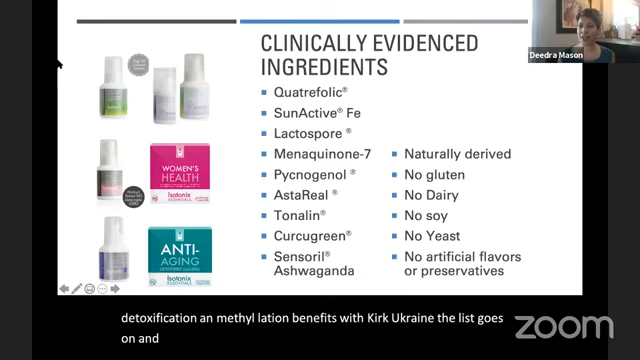 CLINICALLY EVIDENCED
INGREDIENTS
Quatrefolic®
SunActive® Fe
Lactospore ®
Menaquinone-7
Pycnogenol ®
AstaReal ®
Tonalin®
Curcugreen®
Sensoril®
Ashwaganda
Naturally derived
No gluten
No Dairy
No soy
No Yeast
No artificial flavors
or preservatives
WOMEN'S
HEALTH
Isotonix
ESSENTIALS
ANTI-
AGING
Isotonix
ESSENTIALS
Deedra Mason
detoxification an methyl lation benefits with Kirk Ukraine the list goes
on and
zoom